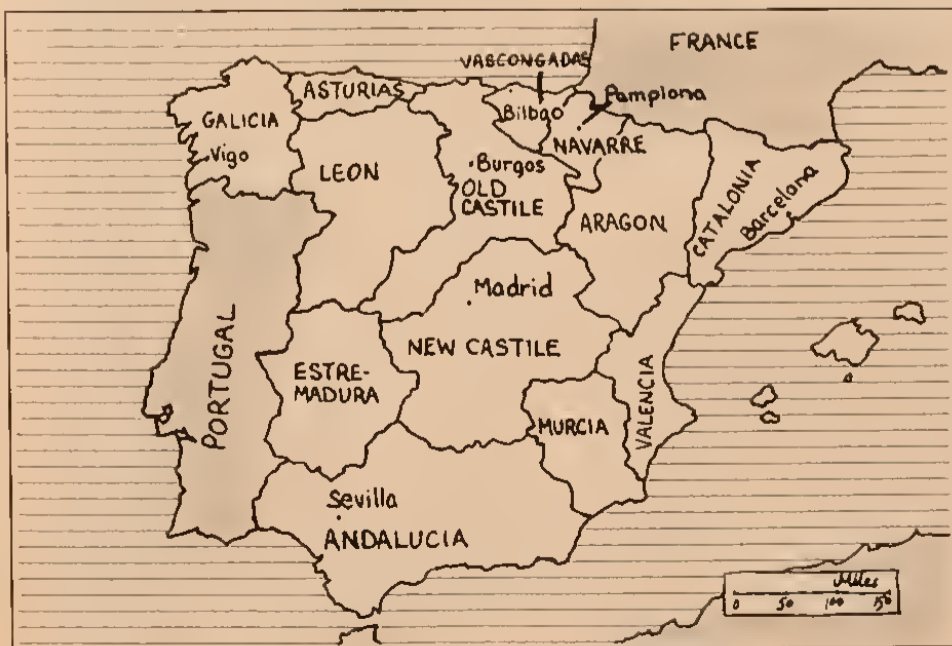 FRANCE
VASCONGADAS
ASTURIAS
Bilbao
Pamplona
GALICIA
NAVARRE
Vigo
LEON
Burgos
OLD
CASTILE
ARAGON
CATALONIA
Barcelona
Madrid
PORTUGAL
NEW CASTILE
ESTRE-
MADURA
VALENCIA
MURCIA
Sevilla
ANDALUCIA
Miles
0 50 100 150